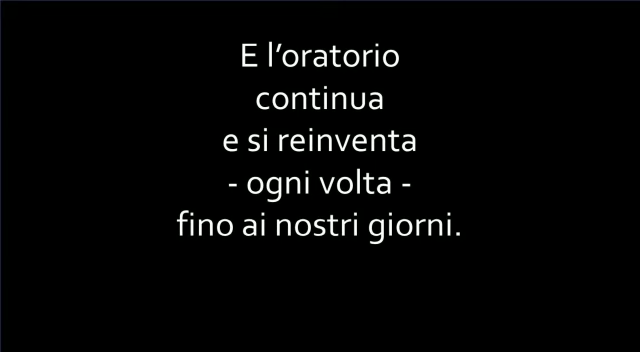 E l’oratorio
continua
e si reinventa
- ogni volta -
fino ai nostri giorni.